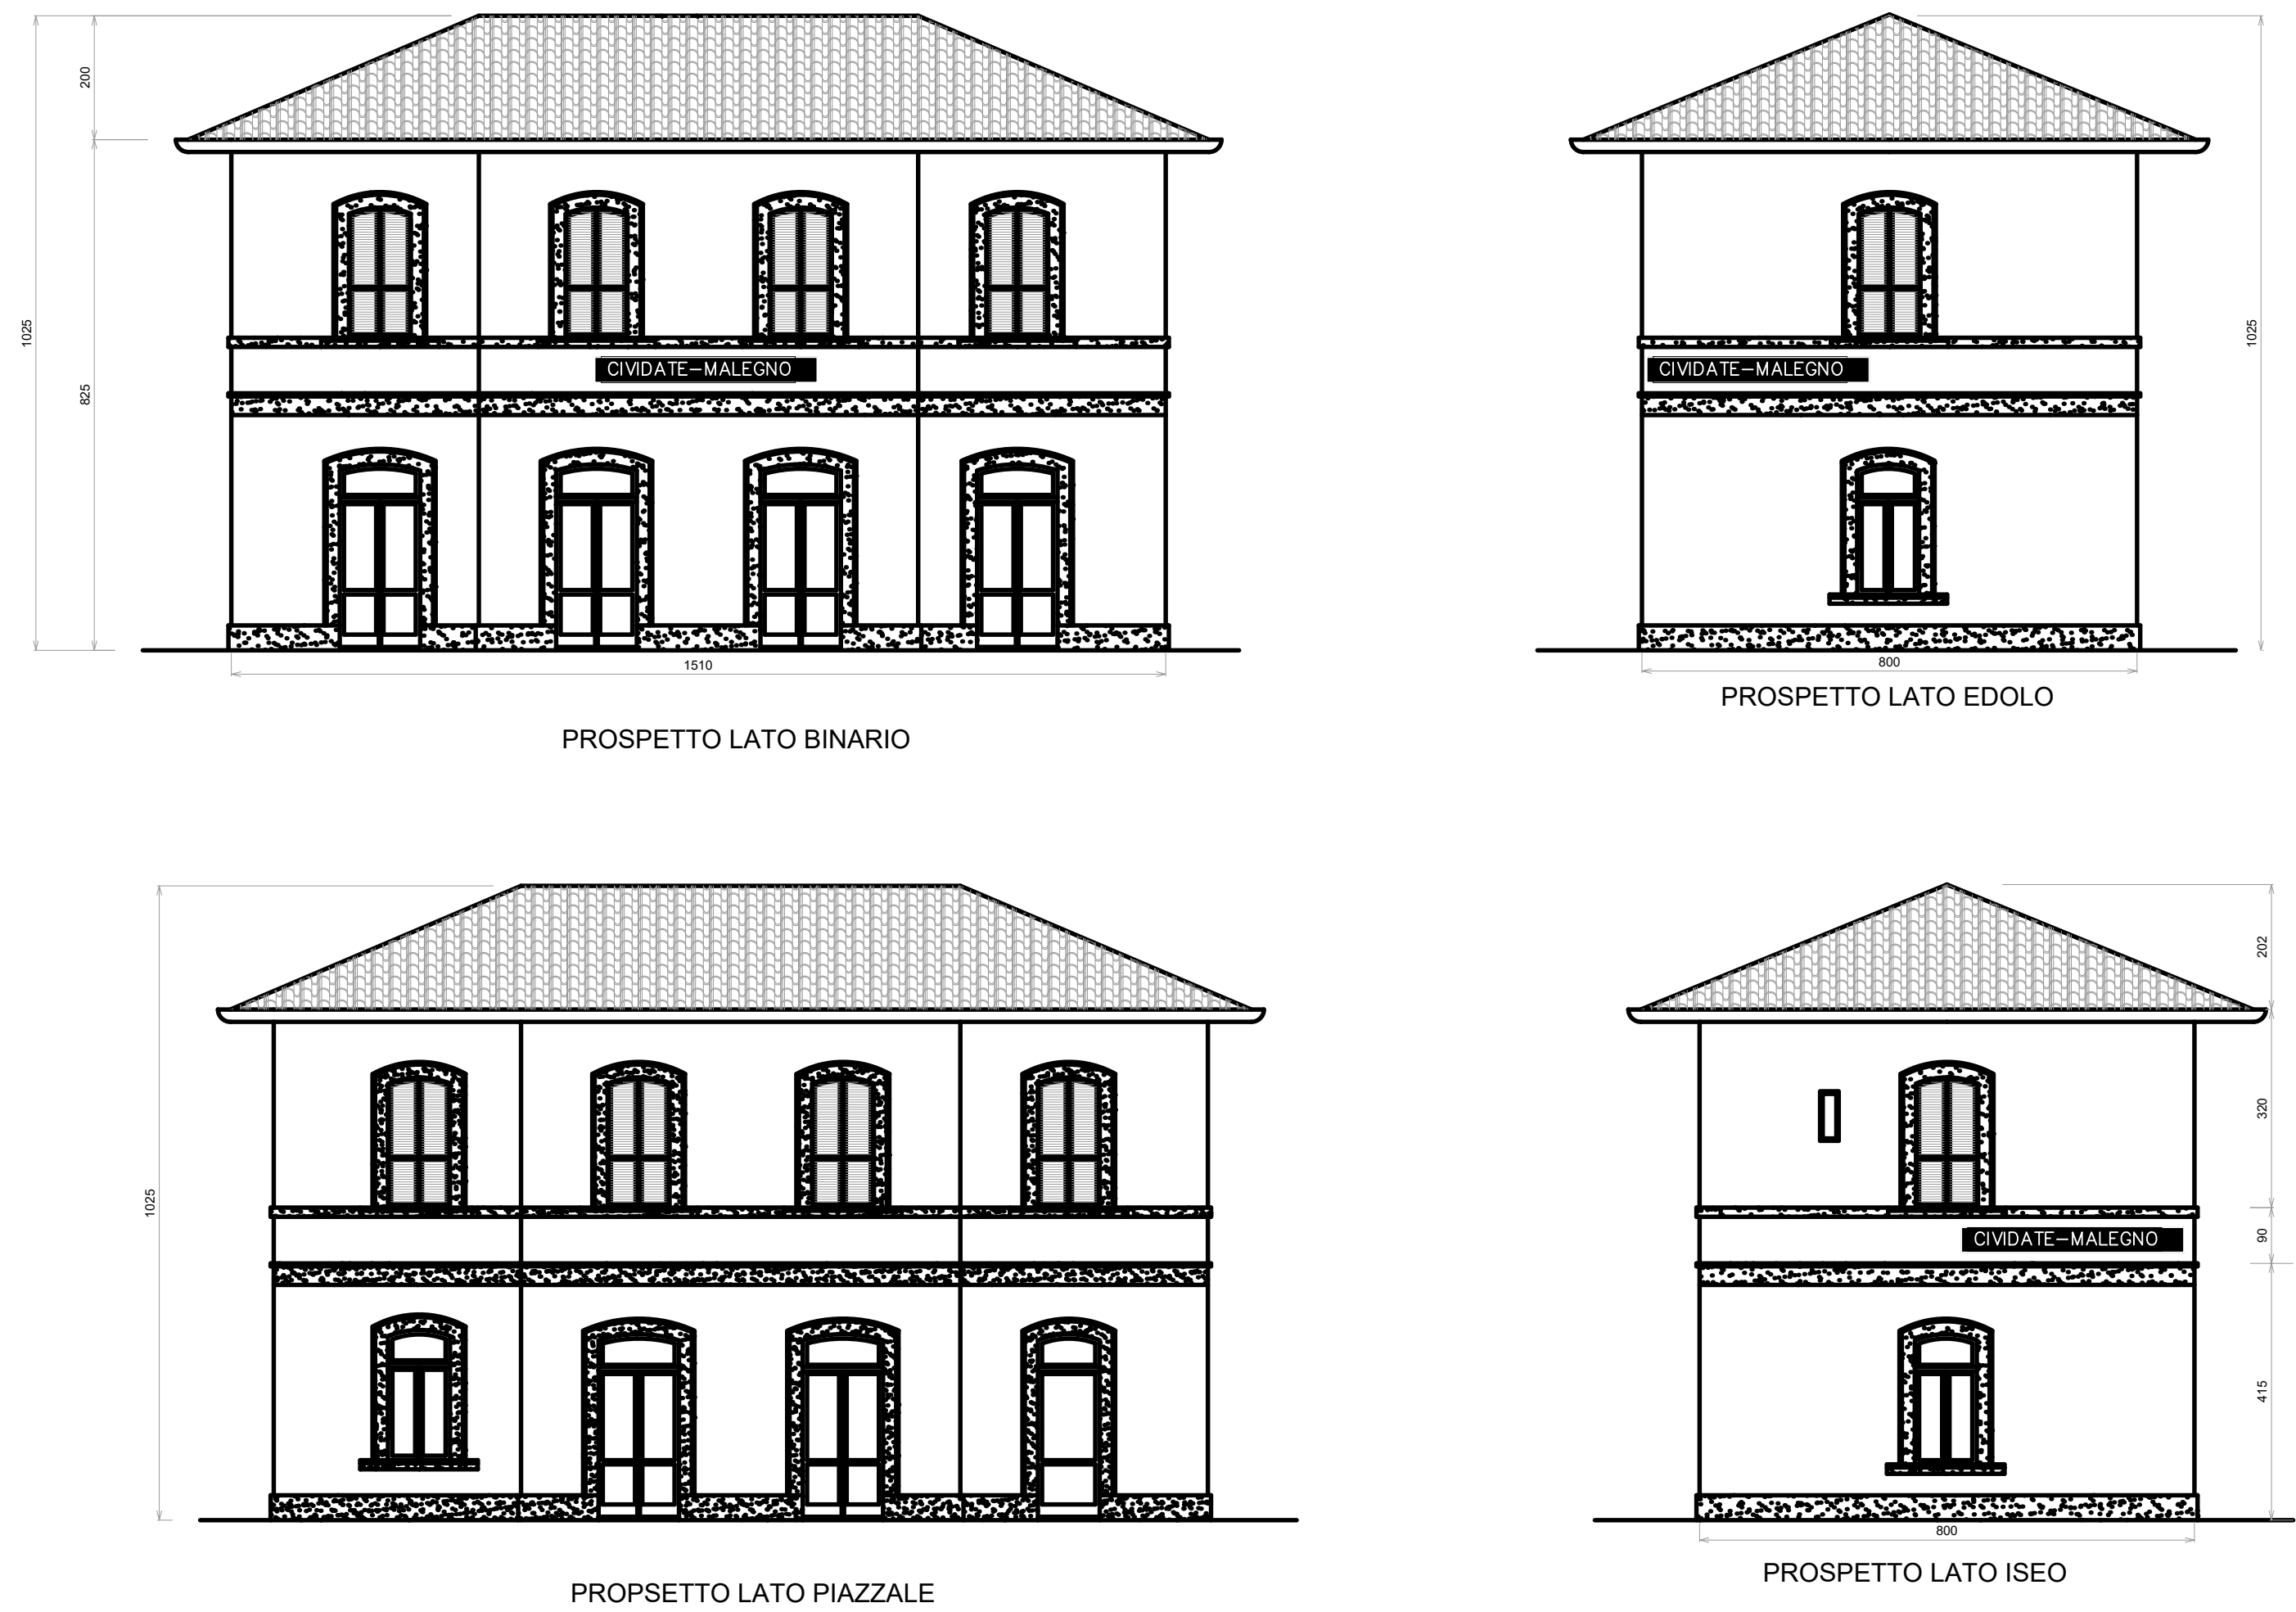 200
1025
825
CIVIDATE-MALEGNO
1510
PROSPETTO LATO BINARIO
CIVIDATE-MALEGNO
1025
800
PROSPETTO LATO EDOLO
1025
PROPSETTO LATO PIAZZALE
202
320
90
CIVIDATE-MALEGNO
415
800
PROSPETTO LATO ISEO